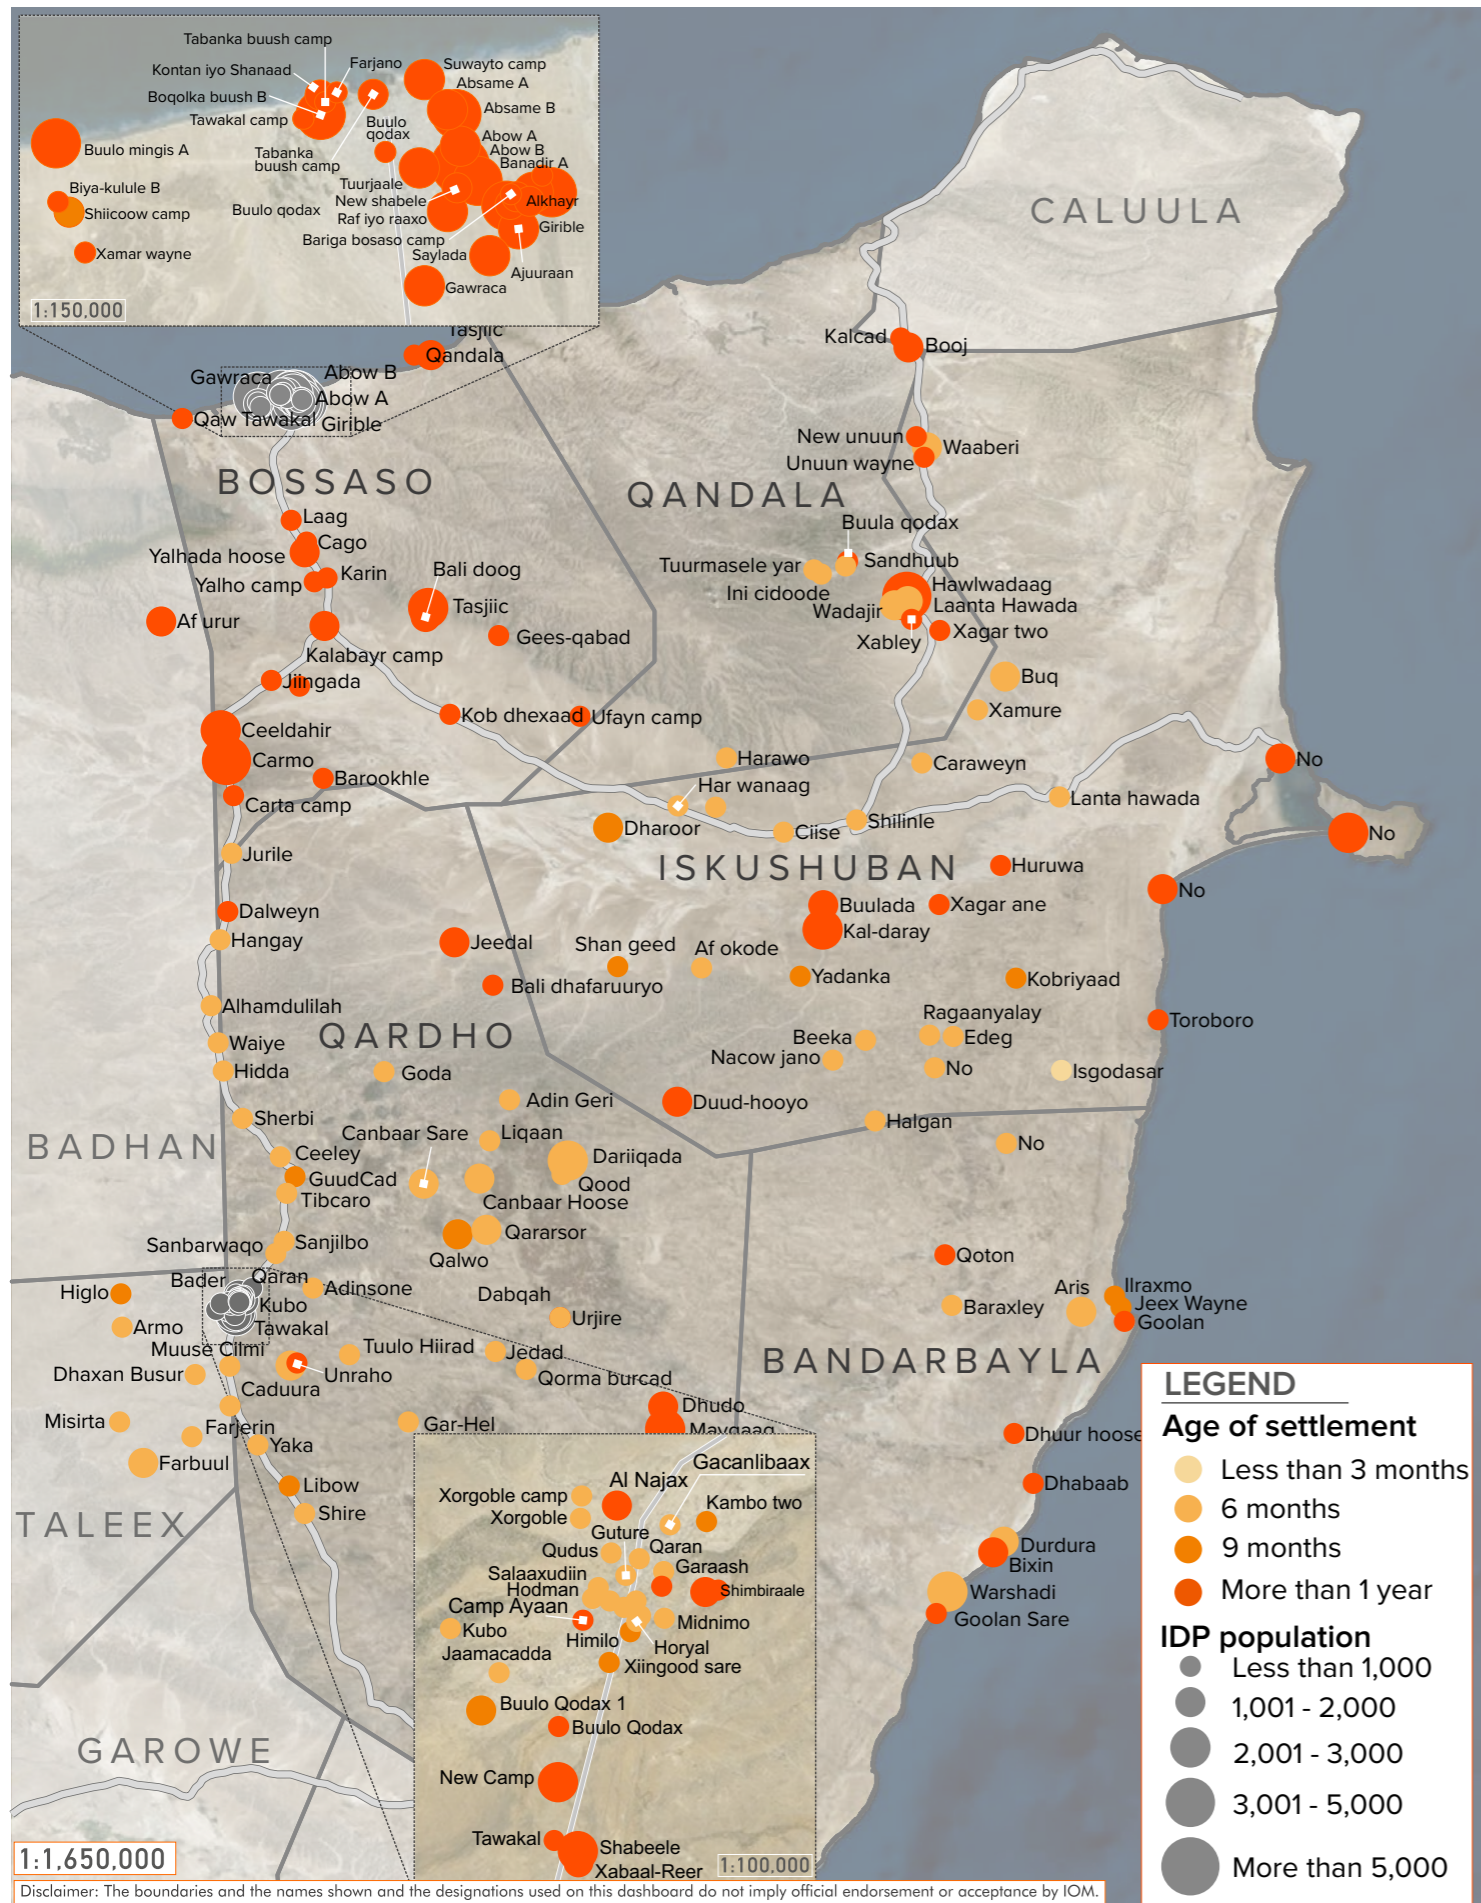 Tabanka buush camp
Kontan iyo Shanaad
Farjano
Suwayto camp
Absame A
Boqolka buush B
Absame B
Tawakal camp
Buulo
qodax
Abow A
Buulo mingis A
Tabanka
buush camp
Abow B
Banadir A
Tuurjaale
Biya-kulule B
New shabele
Alkhayr
Shiicoow camp
Buulo qodax
Raf iyo raaxo
Girible
Bariga bosaso camp
Xamar wayne
Saylada
Ajuuraan
Gawraca
1:150,000
CALUULA
Tasjiic
Qandala
Kalcad
Booj
Gawraca
Abow B
Abow A
Qaw Tawakal
Girible
New unuun
Waaberi
Unuun wayne
BOSSASO
QANDALA
Laag
Buula qodax
Cago
Yalhada hoose
Sandhuub
Tuurmasele yar
Karin
Bali doog
Yalho camp
Hawlwadaag
Ini cidoode
Tasjiic
Laanta Hawada
Wadajir
Af urur
Xagar two
Gees-qabad
Xabley
Kalabayr camp
Buq
Jiingada
Xamure
Kob dhexaad
Ufayn camp
Ceeldahir
Carmo
Harawo
No
Caraweyn
Barookhle
Har wanaag
Lanta hawada
Carta camp
Dharoor
Shilinle
Ciise
No
Jurile
ISKUSHUBAN
Huruwa
No
Buulada
Xagar ane
Dalweyn
Kal-daray
Hangay
Jeedal
Shan geed
Af okode
Yadanka
Kobriyaad
Bali dhafaruuryo
Alhamdulilah
Ragaanyalay
Toroboro
QARDHO
Beeka
Edeg
Waiye
Nacow jano
Hidda
Goda
No
Isgodasar
Adin Geri
Duud-hooyo
Sherbi
Halgan
Canbaar Sare
Liqaan
BADHAN
No
Ceeley
Dariiqada
GuudCad
Qood
Tibcaro
Canbaar Hoose
Qararsor
Sanbarwaqo
Sanjilbo
Qalwo
Qoton
Bader
Qaran
Adinsone
Aris
Ilraxmo
Higlo
Dabqah
Kubo
Baraxley
Jeex Wayne
Armo
Tawakal
Urjire
Goolan
Muuse Ciimi
Tuulo Hiirad
Jedad
Dhaxan Busur
Unraho
Qorma burcad
BANDARBAYLA
Caduura
Dhudo
Misirta
Farjerin
Gar-Hel
Mayqaag
Yaka
Dhuur hoose
Farbuul
Libow
Dhabaab
Shire
TALEEX
Gacanlibaax
Al Najax
Xorgoble camp
Kambo two
Xorgoble
Guture
Qudus
Qaran
Durdura
Salaaxudiin
Garaash
Bixin
Hodman
Shimbiraale
Warshadi
Camp Ayaan
Midnimo
Goolan Sare
Kubo
Himilo
Horyal
Jaamacadda
Xiingood sare
Buulo Qodax 1
Buulo Qodax
GAROWE
New Camp
Tawakal
Shabeele
Xabaal-Reer
1:100,000
1:1,650,000
LEGEND
Age of settlement
Less than 3 months
6 months
9 months
More than 1 year
IDP population
Less than 1,000
1,001 - 2,000
2,001 - 3,000
3,001 - 5,000
More than 5,000
Disclaimer: The boundaries and the names shown and the designations used on this dashboard do not imply official endorsement or acceptance by IOM.